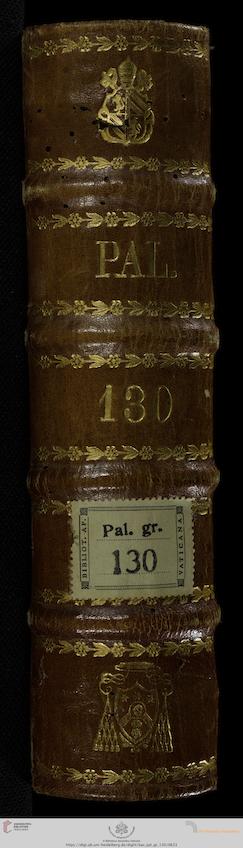 PAL.
130
BIBLIOT. AP.
Pal. gr.
130
VATICANA